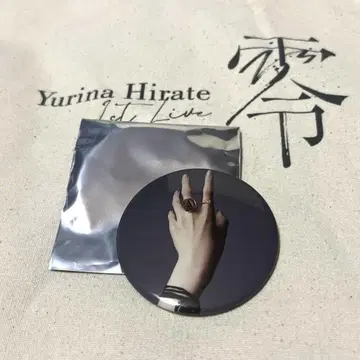 Yurina Hirate
1st Live
零